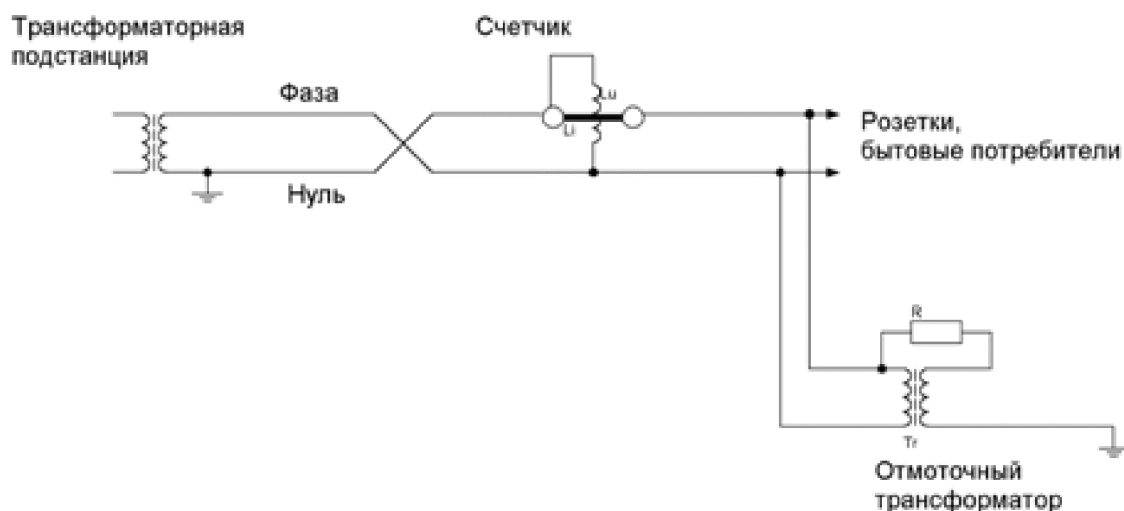 Трансформаторная
подстанция
Счетчик
Фаза
Lu
Li
Розетки,
бытовые потребители
Нуль
R
Tr
Отмоточный
трансформатор